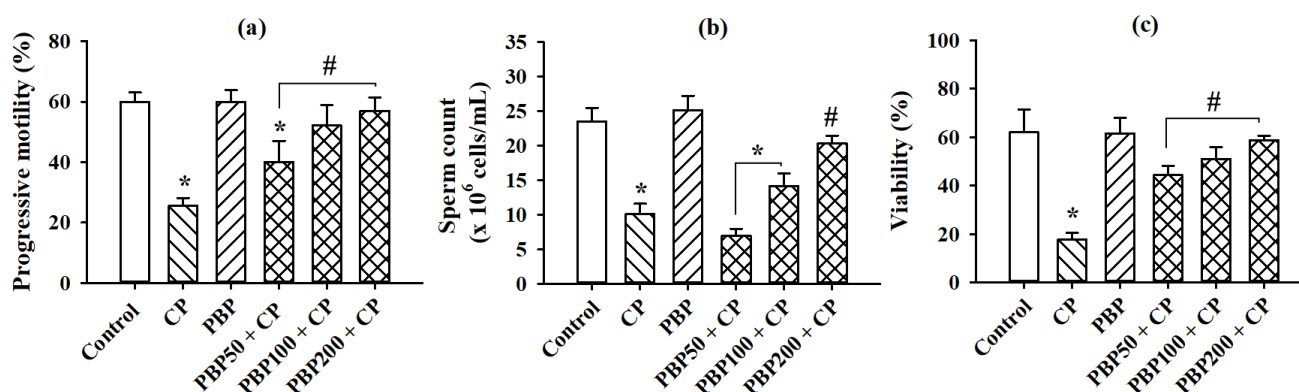 (a)
Progressive motility (%)
80
60
40
20
0
*
*
#
Control
CP
PBP
PBP50 + CP
PBP100 + CP
PBP200 + CP
(b)
Sperm count
(x 10⁶ cells/mL)
35
30
25
20
15
10
5
0
*
*
#
Control
CP
PBP
PBP50 + CP
PBP100 + CP
PBP200 + CP
(c)
Viability (%)
100
80
60
40
20
0
*
#
Control
CP
PBP
PBP50 + CP
PBP100 + CP
PBP200 + CP